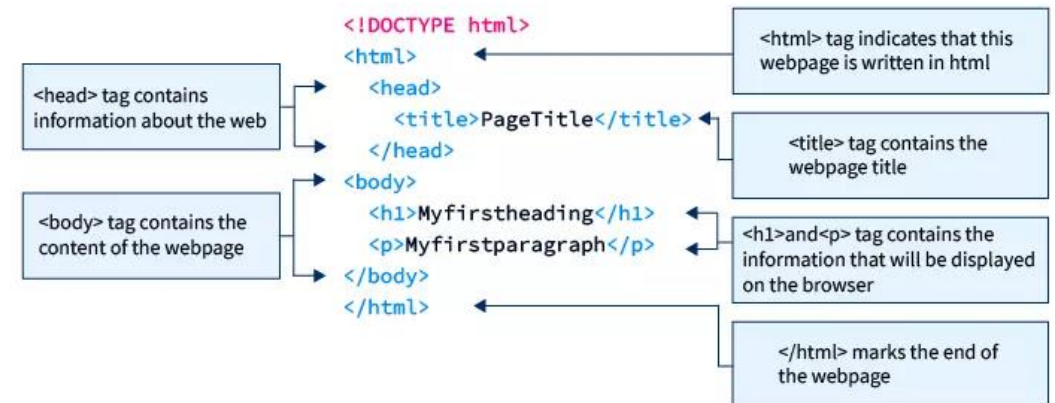 <!DOCTYPE html>
<html>
<head>
<title>PageTitle</title>
</head>
<body>
<h1>Myfirstheading</h1>
<p>Myfirstparagraph</p>
</body>
</html>
<head> tag contains
information about the web
<body> tag contains the
content of the webpage
<html> tag indicates that this
webpage is written in html
<title> tag contains the
webpage title
<h1>and<p> tag contains the
information that will be displayed
on the browser
</html> marks the end of
the webpage